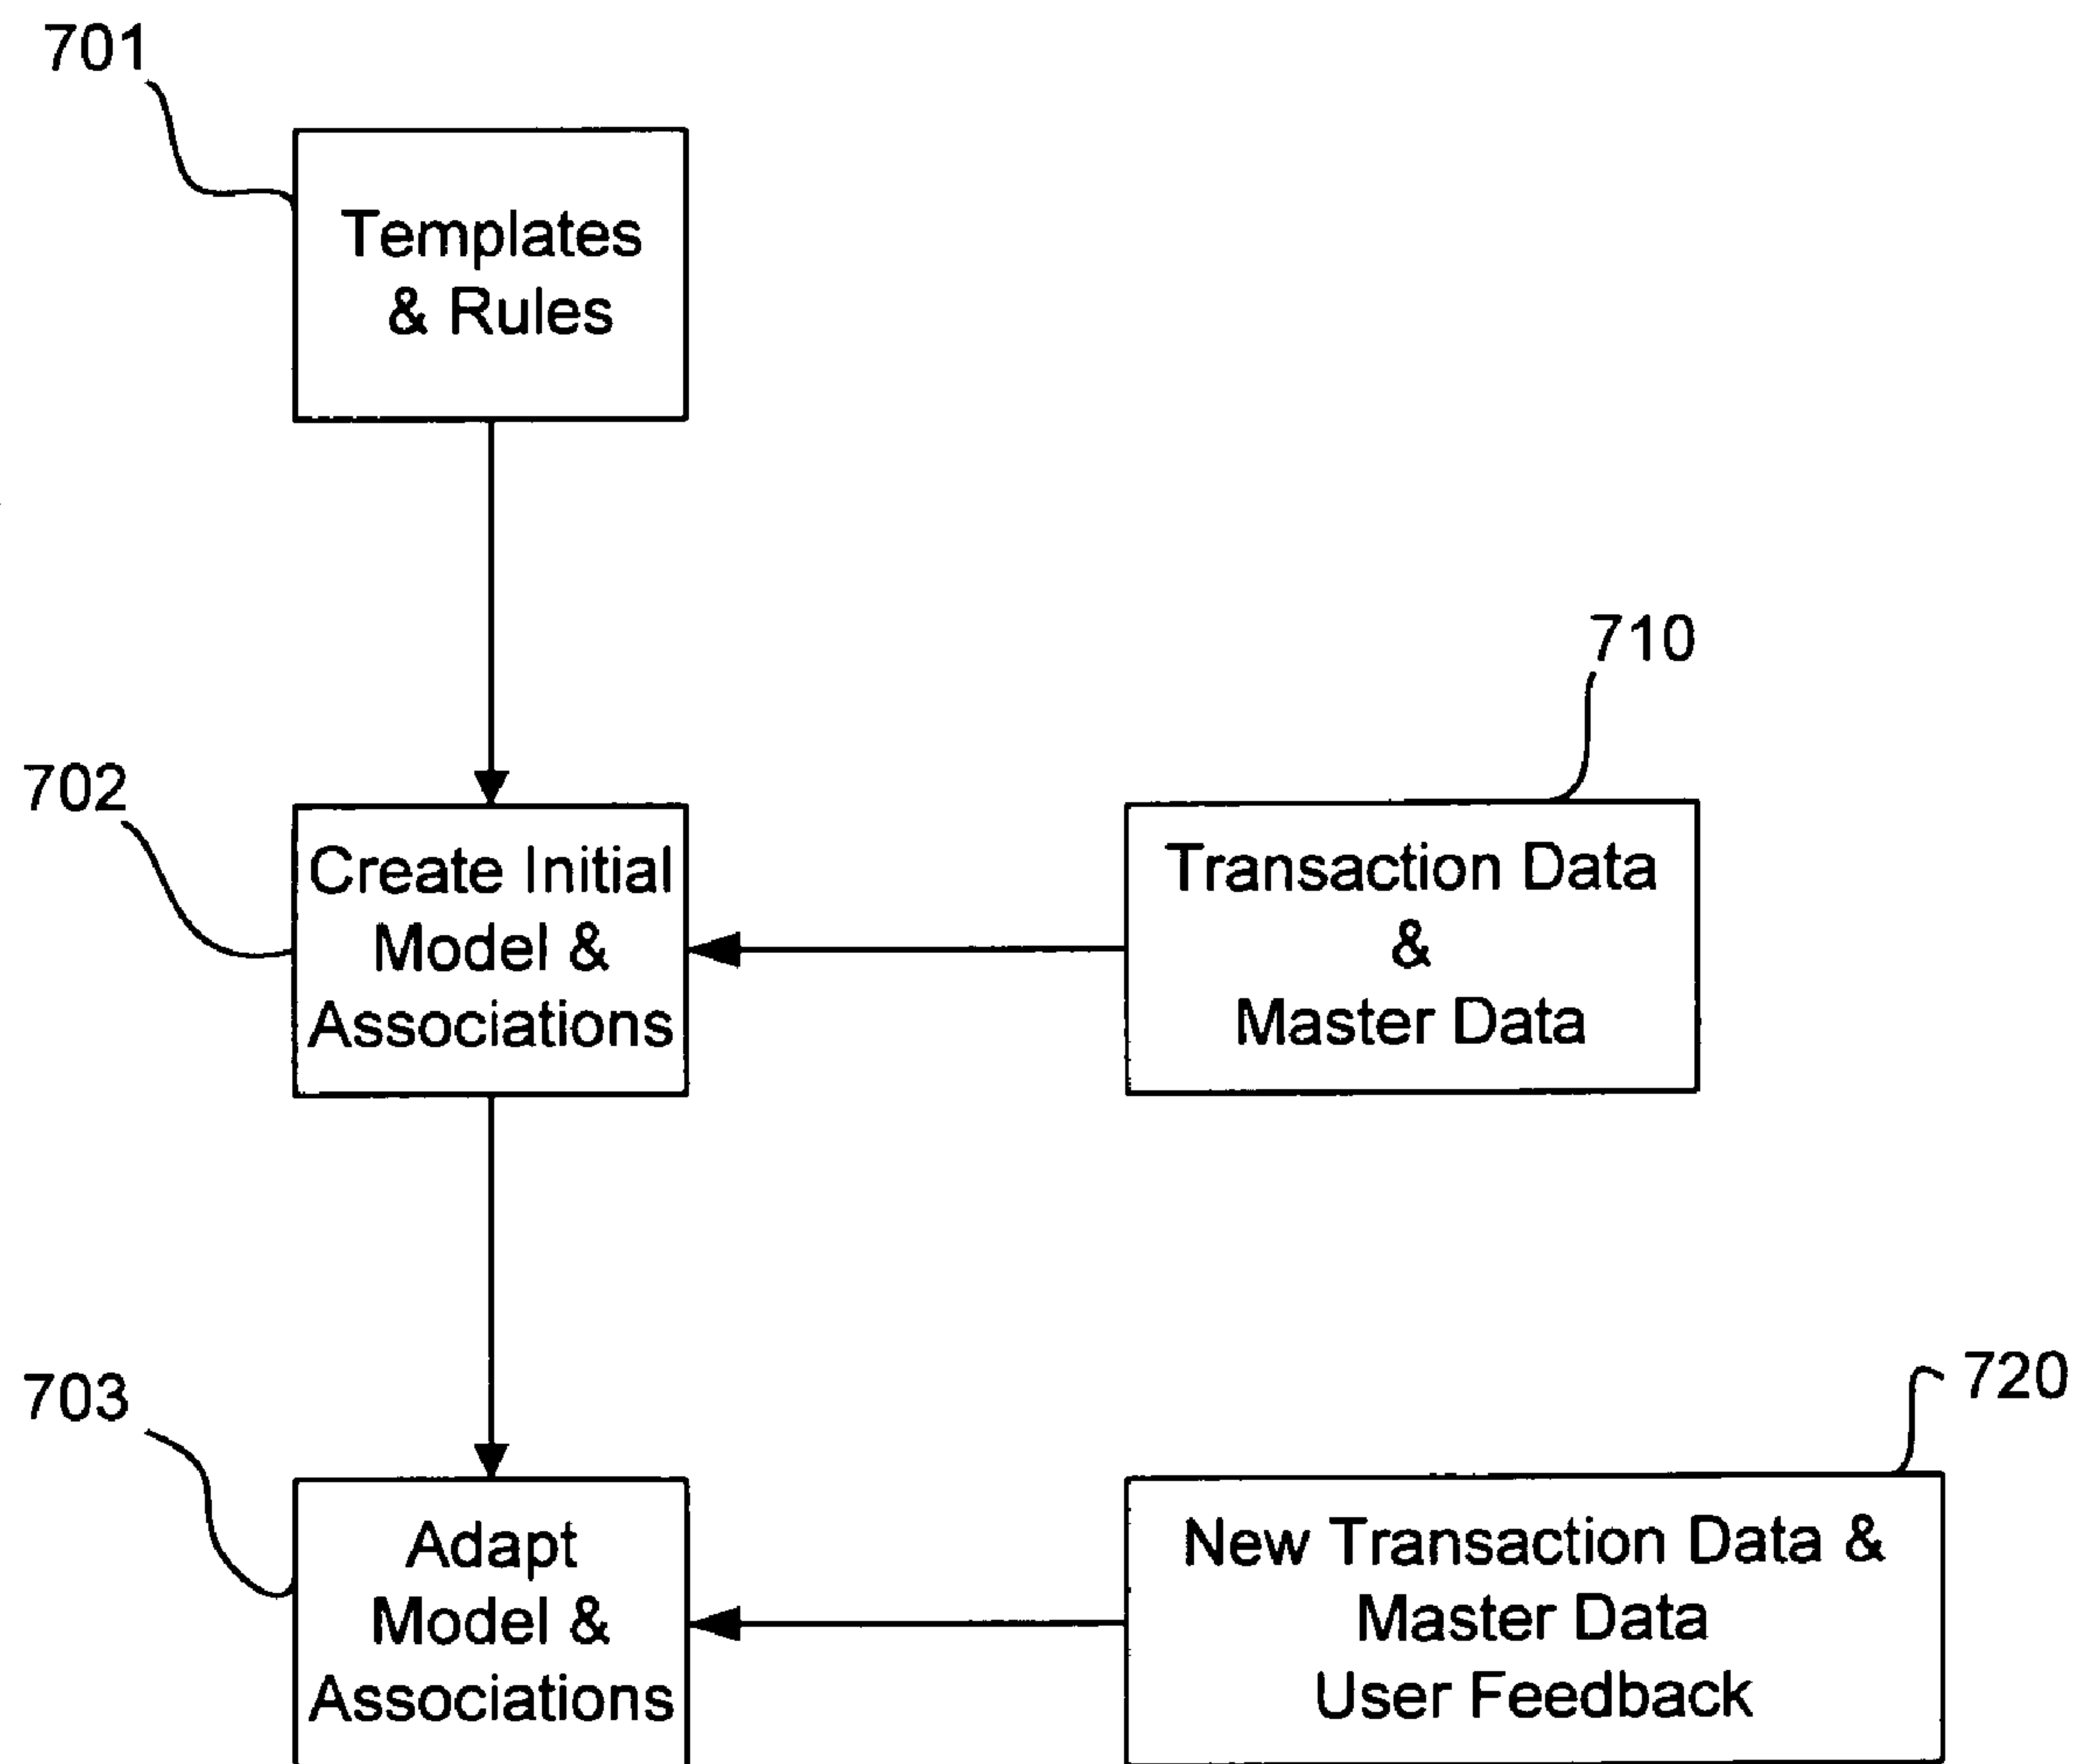 701
Templates
& Rules
710
702
Create Initial
Model &
Associations
Transaction Data
&
Master Data
720
703
Adapt
Model &
Associations
New Transaction Data &
Master Data
User Feedback